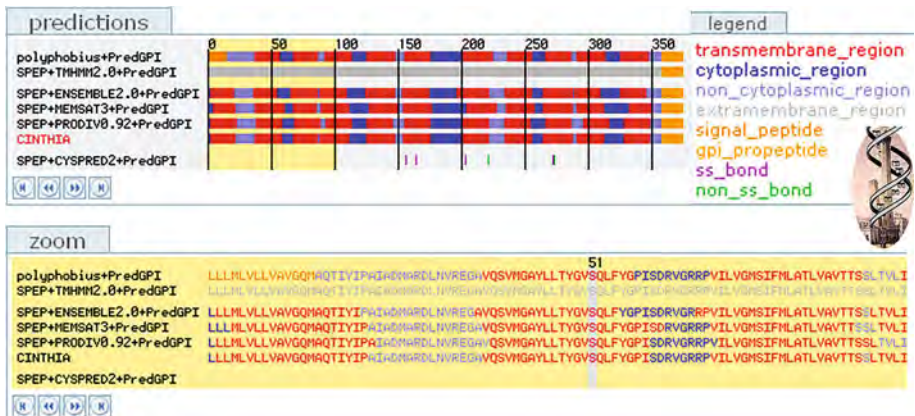 predictions
legend
0 50 100 150 200 250 300 350
polyphobius+PredGPI
SPEP+TMHMM2.0+PredGPI
SPEP+ENSEMBLE2.0+PredGPI
SPEP+MEMSAT3+PredGPI
SPEP+PRODIV0.92+PredGPI
CINTHIA
SPEP+CYSPRED2+PredGPI
transmembrane_region
cytoplasmic_region
non_cytoplasmic_region
extramembrane_region
signal_peptide
gpi_propeptide
ss_bond
non_ss_bond
zoom
51
polyphobius+PredGPI LLLMLVLLVAVGQMAQTIYIPAIADMARDLNVREGAVQSVMGAYLLTYGVSQLFYGPISDRVGRRPVILVGMSIFMLATLVAVTTSSLTVLI
SPEP+TMHMM2.0+PredGPI LLLMLVLLVAVGQMAQTIYIPAIADMARDLNVREGAVQSVMGAYLLTYGVSQLFYGPISDRVGRRPVILVGMSIFMLATLVAVTTSSLTVLI
SPEP+ENSEMBLE2.0+PredGPI LLLMLVLLVAVGQMAQTIYIPAIADMARDLNVREGAVQSVMGAYLLTYGVSQLFYGPISDRVGRRPVILVGMSIFMLATLVAVTTSSLTVLI
SPEP+MEMSAT3+PredGPI LLLMLVLLVAVGQMAQTIYIPAIADMARDLNVREGAVQSVMGAYLLTYGVSQLFYGPISDRVGRRPVILVGMSIFMLATLVAVTTSSLTVLI
SPEP+PRODIV0.92+PredGPI LLLMLVLLVAVGQMAQTIYIPAIADMARDLNVREGAVQSVMGAYLLTYGVSQLFYGPISDRVGRRPVILVGMSIFMLATLVAVTTSSLTVLI
CINTHIA LLLMLVLLVAVGQMAQTIYIPAIADMARDLNVREGAVQSVMGAYLLTYGVSQLFYGPISDRVGRRPVILVGMSIFMLATLVAVTTSSLTVLI
SPEP+CYSPRED2+PredGPI